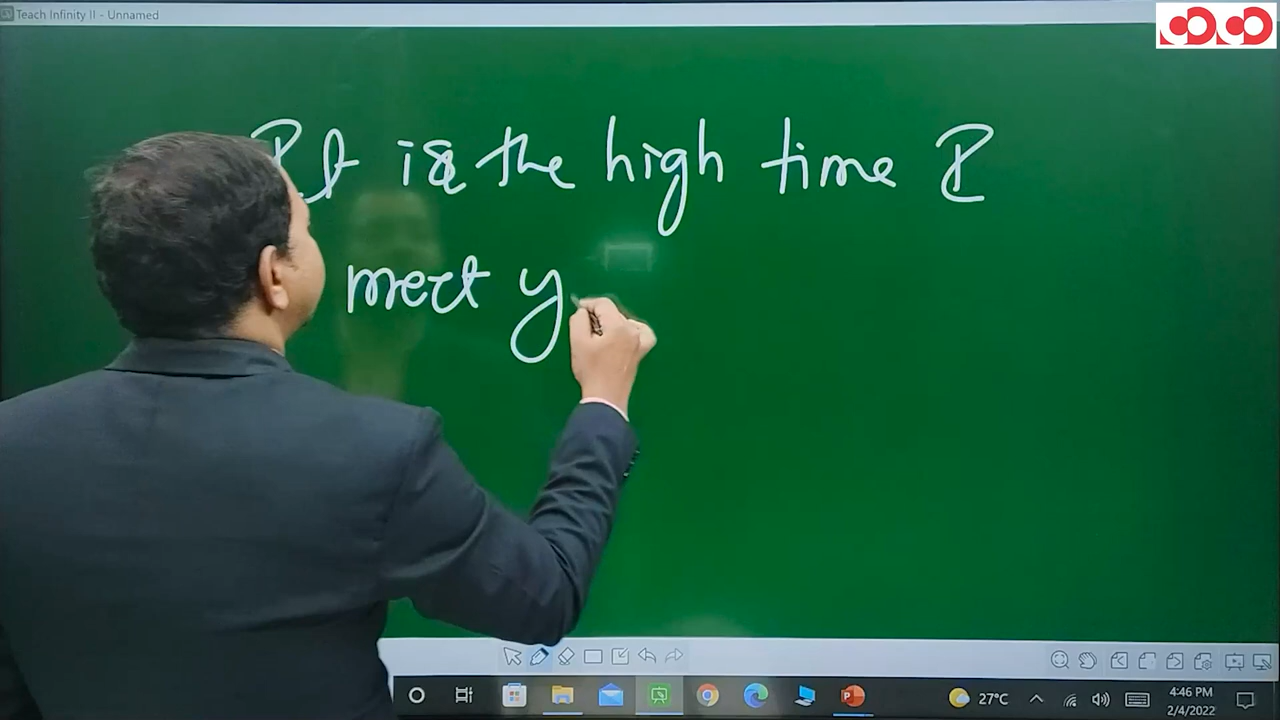 Teach Infinity II - Unnamed
It is the high time I
meet y
27°C
4:46 PM
2/4/2022